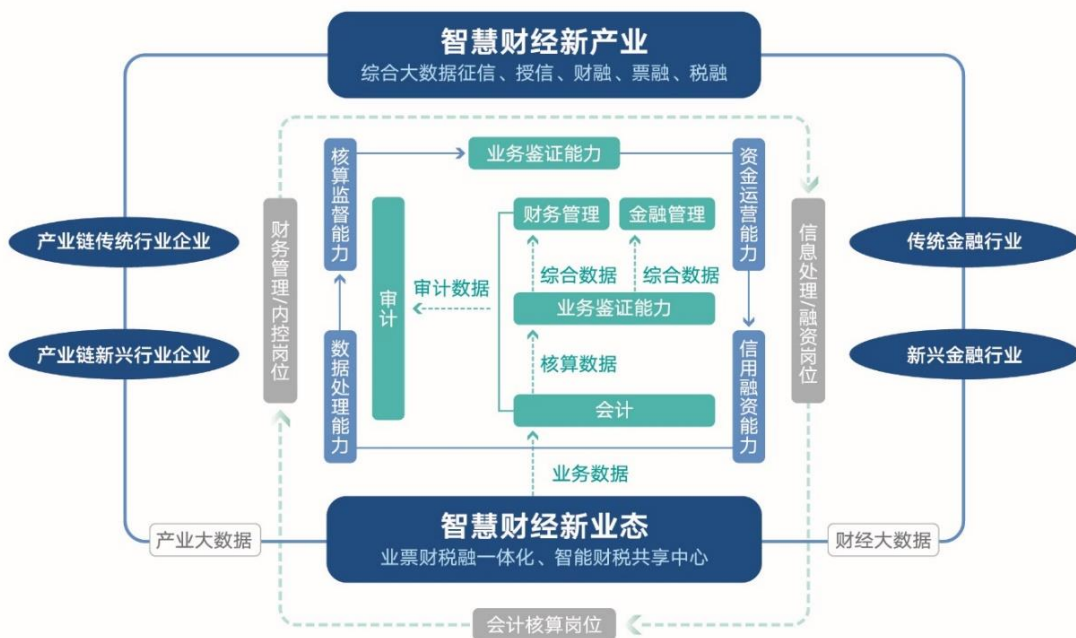 智慧财经新产业
综合大数据征信、授信、财融、票融、税融
业务鉴证能力
核算监督能力
资金运营能力
财务管理
金融管理
产业链传统行业企业
财务管理/内控岗位
审计
审计数据
综合数据
综合数据
信息处理/融资岗位
传统金融行业
业务鉴证能力
产业链新兴行业企业
数据处理能力
核算数据
信用融资能力
新兴金融行业
会计
业务数据
智慧财经新业态
业票财税融一体化、智能财税共享中心
产业大数据
财经大数据
会计核算岗位